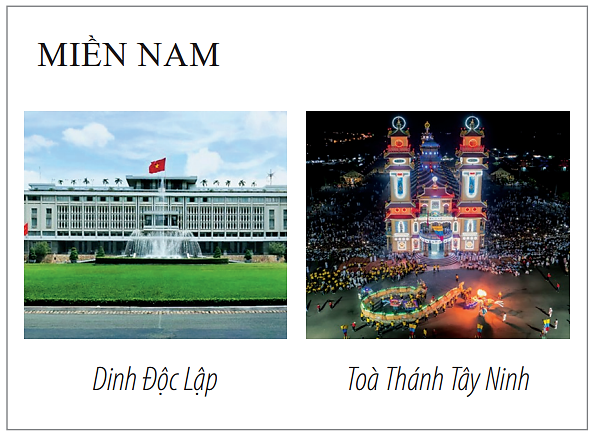 MIỀN NAM
Dinh Độc Lập
Toà Thánh Tây Ninh